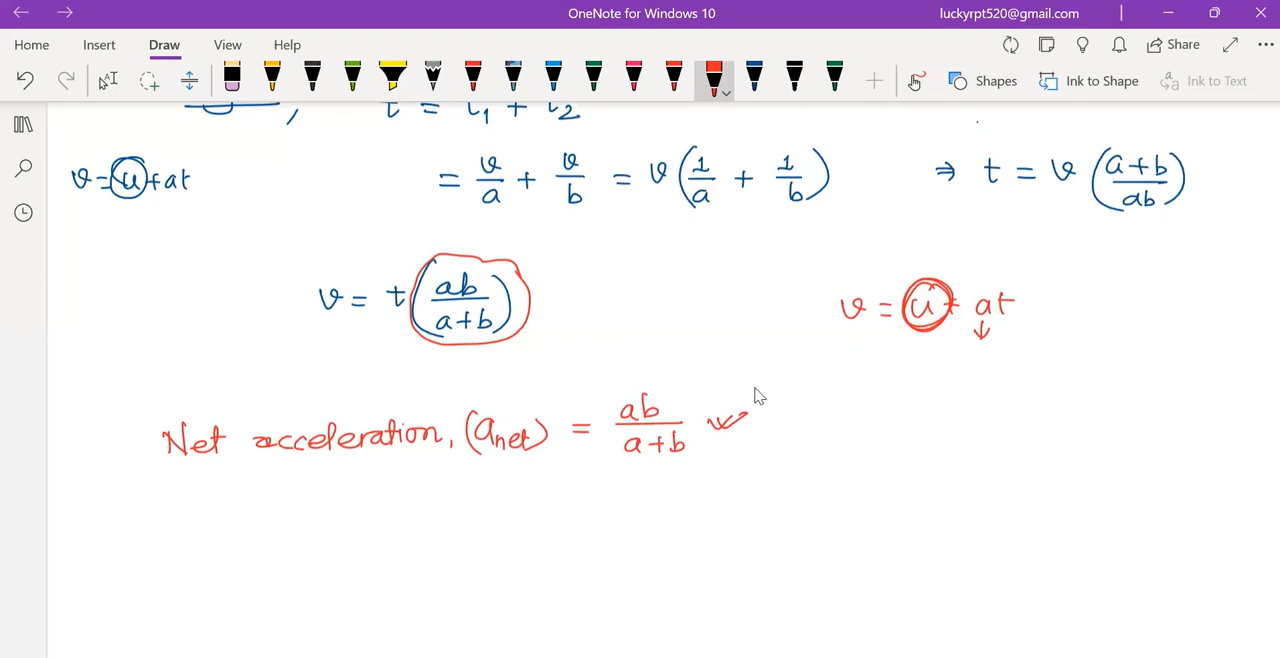 OneNote for Windows 10
luckyrpt520@gmail.com
Home Insert Draw View Help
Share
Shapes Ink to Shape Ink to Text
t = t₁ + t₂
v = u + at
= v/a + v/b = v(1/a + 1/b) ⇒ t = v((a+b)/ab)
v = t(ab/(a+b))
v = u + at
Net acceleration, (a_net) = ab/(a+b)